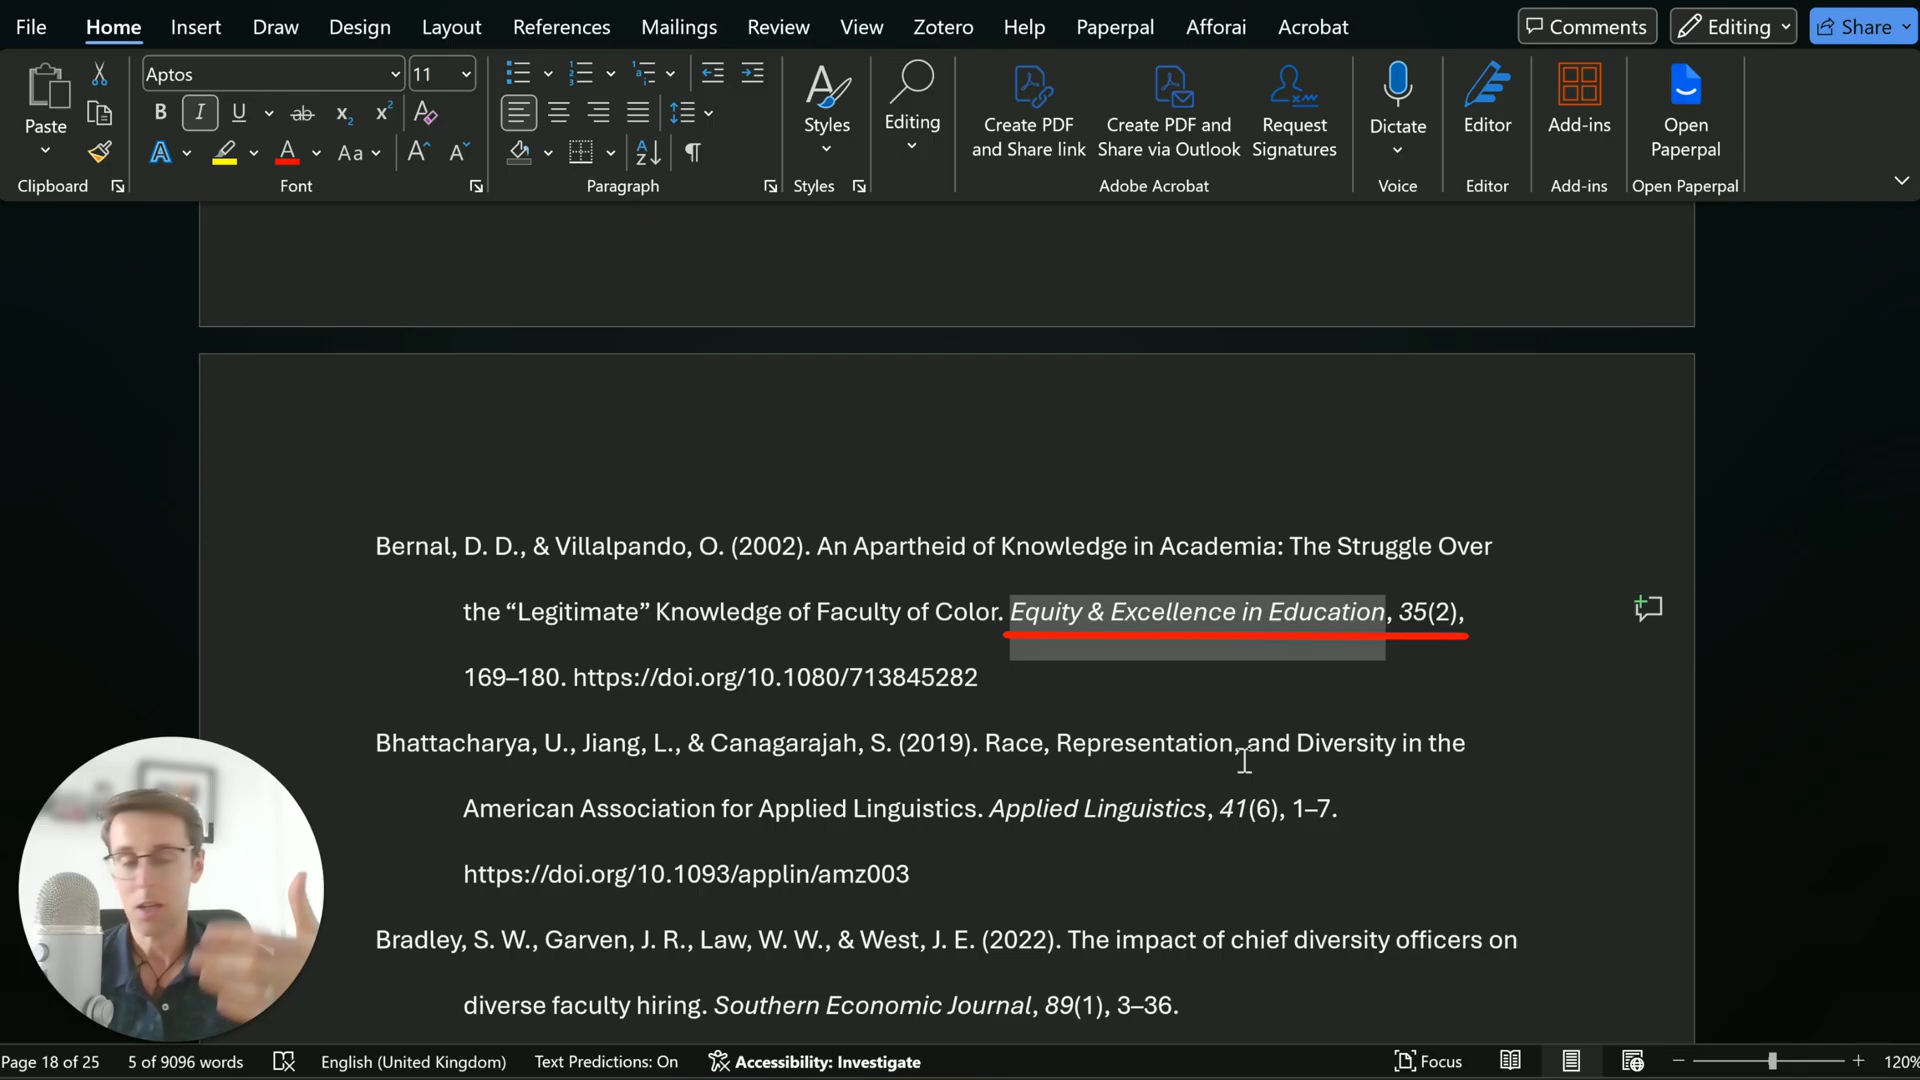 File Home Insert Draw Design Layout References Mailings Review View Zotero Help Paperpal Afforai Acrobat Comments Editing Share
Paste
Clipboard
Aptos 11
B I U ab x₂ x²
A A A Aa A A
Font
A Z ¶
Paragraph
Styles
Styles
Editing
Create PDF
and Share link
Create PDF and
Share via Outlook
Request
Signatures
Adobe Acrobat
Dictate
Voice
Editor
Editor
Add-ins
Add-ins
Open
Paperpal
Open Paperpal
Bernal, D. D., & Villalpando, O. (2002). An Apartheid of Knowledge in Academia: The Struggle Over
the “Legitimate” Knowledge of Faculty of Color. Equity & Excellence in Education, 35(2),
169–180. https://doi.org/10.1080/713845282
Bhattacharya, U., Jiang, L., & Canagarajah, S. (2019). Race, Representation, and Diversity in the
American Association for Applied Linguistics. Applied Linguistics, 41(6), 1–7.
https://doi.org/10.1093/applin/amz003
Bradley, S. W., Garven, J. R., Law, W. W., & West, J. E. (2022). The impact of chief diversity officers on
diverse faculty hiring. Southern Economic Journal, 89(1), 3–36.
Page 18 of 25 5 of 9096 words English (United Kingdom) Text Predictions: On Accessibility: Investigate Focus 120%